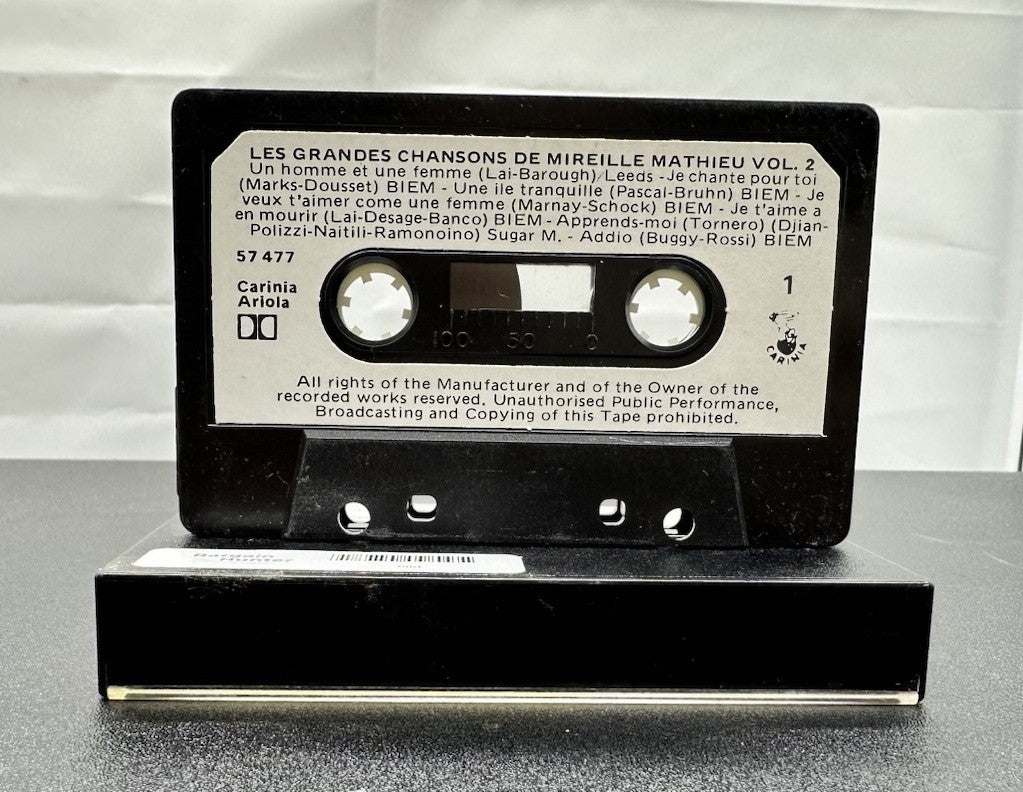 LES GRANDES CHANSONS DE MIREILLE MATHIEU VOL. 2
Un homme et une femme (Lai-Barough)/Leeds -Je chante pour toi
(Marks-Dousset) BIEM - Une ile tranquille (Pascal-Bruhn) BIEM - Je
veux t'aimer come une femme (Marnay-Schock) BIEM - Je t'aime a
en mourir (Lai-Desage-Banco) BIEM - Apprends-moi (Tornero) (Djian-
Polizzi-Naitili-Ramonoino) Sugar M. - Addio (Buggy-Rossi) BIEM
57 477
1
Carinia
Ariola
CARINIA
100 50 0
All rights of the Manufacturer and of the Owner of the
recorded works reserved. Unauthorised Public Performance,
Broadcasting and Copying of this Tape prohibited.
Bargain
Hunter